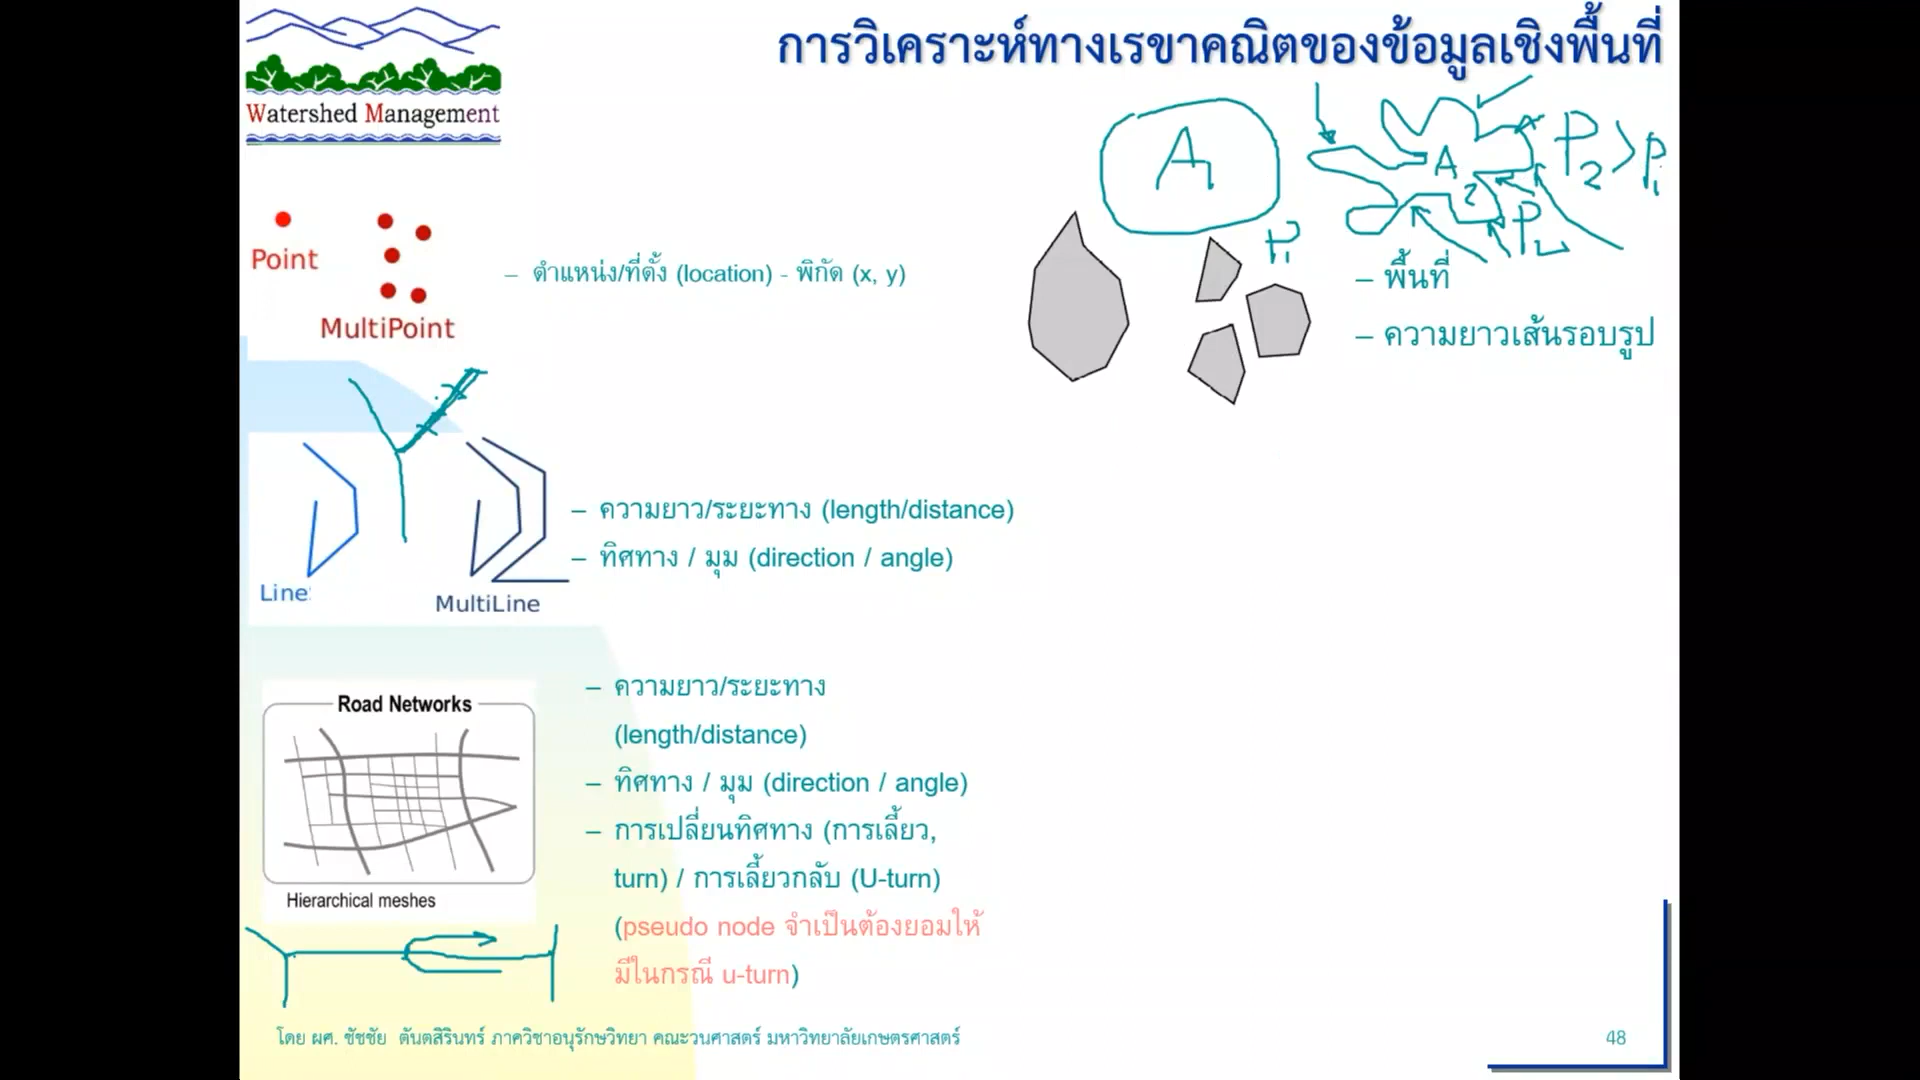 การวิเคราะห์ทางเรขาคณิตของข้อมูลเชิงพื้นที่
Watershed Management
A1
A2
P2 > P1
P1
P2
Point
MultiPoint
– ตำแหน่ง/ที่ตั้ง (location) - พิกัด (x, y)
– พื้นที่
– ความยาวเส้นรอบรูป
Line
MultiLine
– ความยาว/ระยะทาง (length/distance)
– ทิศทาง / มุม (direction / angle)
Road Networks
Hierarchical meshes
– ความยาว/ระยะทาง
(length/distance)
– ทิศทาง / มุม (direction / angle)
– การเปลี่ยนทิศทาง (การเลี้ยว,
turn) / การเลี้ยวกลับ (U-turn)
(pseudo node จำเป็นต้องยอมให้
มีในกรณี u-turn)
โดย ผศ. ชัชชัย ตันตสิรินทร์ ภาควิชาอนุรักษวิทยา คณะวนศาสตร์ มหาวิทยาลัยเกษตรศาสตร์
48